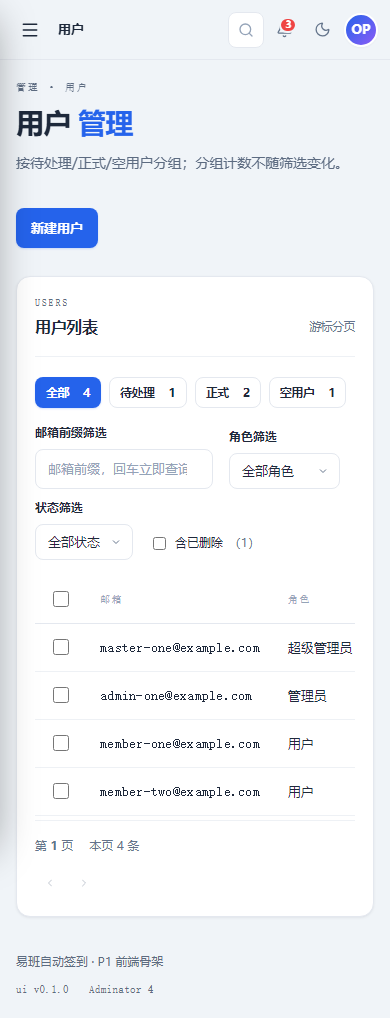 用户
3
OP
管理 • 用户
用户 管理
按待处理/正式/空用户分组；分组计数不随筛选变化。
新建用户
USERS
用户列表 游标分页
全部 4 待处理 1 正式 2 空用户 1
邮箱前缀筛选 角色筛选
邮箱前缀，回车立即查询 全部角色
状态筛选
全部状态 含已删除 (1)
邮箱 角色
master-one@example.com 超级管理员
admin-one@example.com 管理员
member-one@example.com 用户
member-two@example.com 用户
第 1 页 本页 4 条
‹ ›
易班自动签到 · P1 前端骨架
ui v0.1.0 Adminator 4